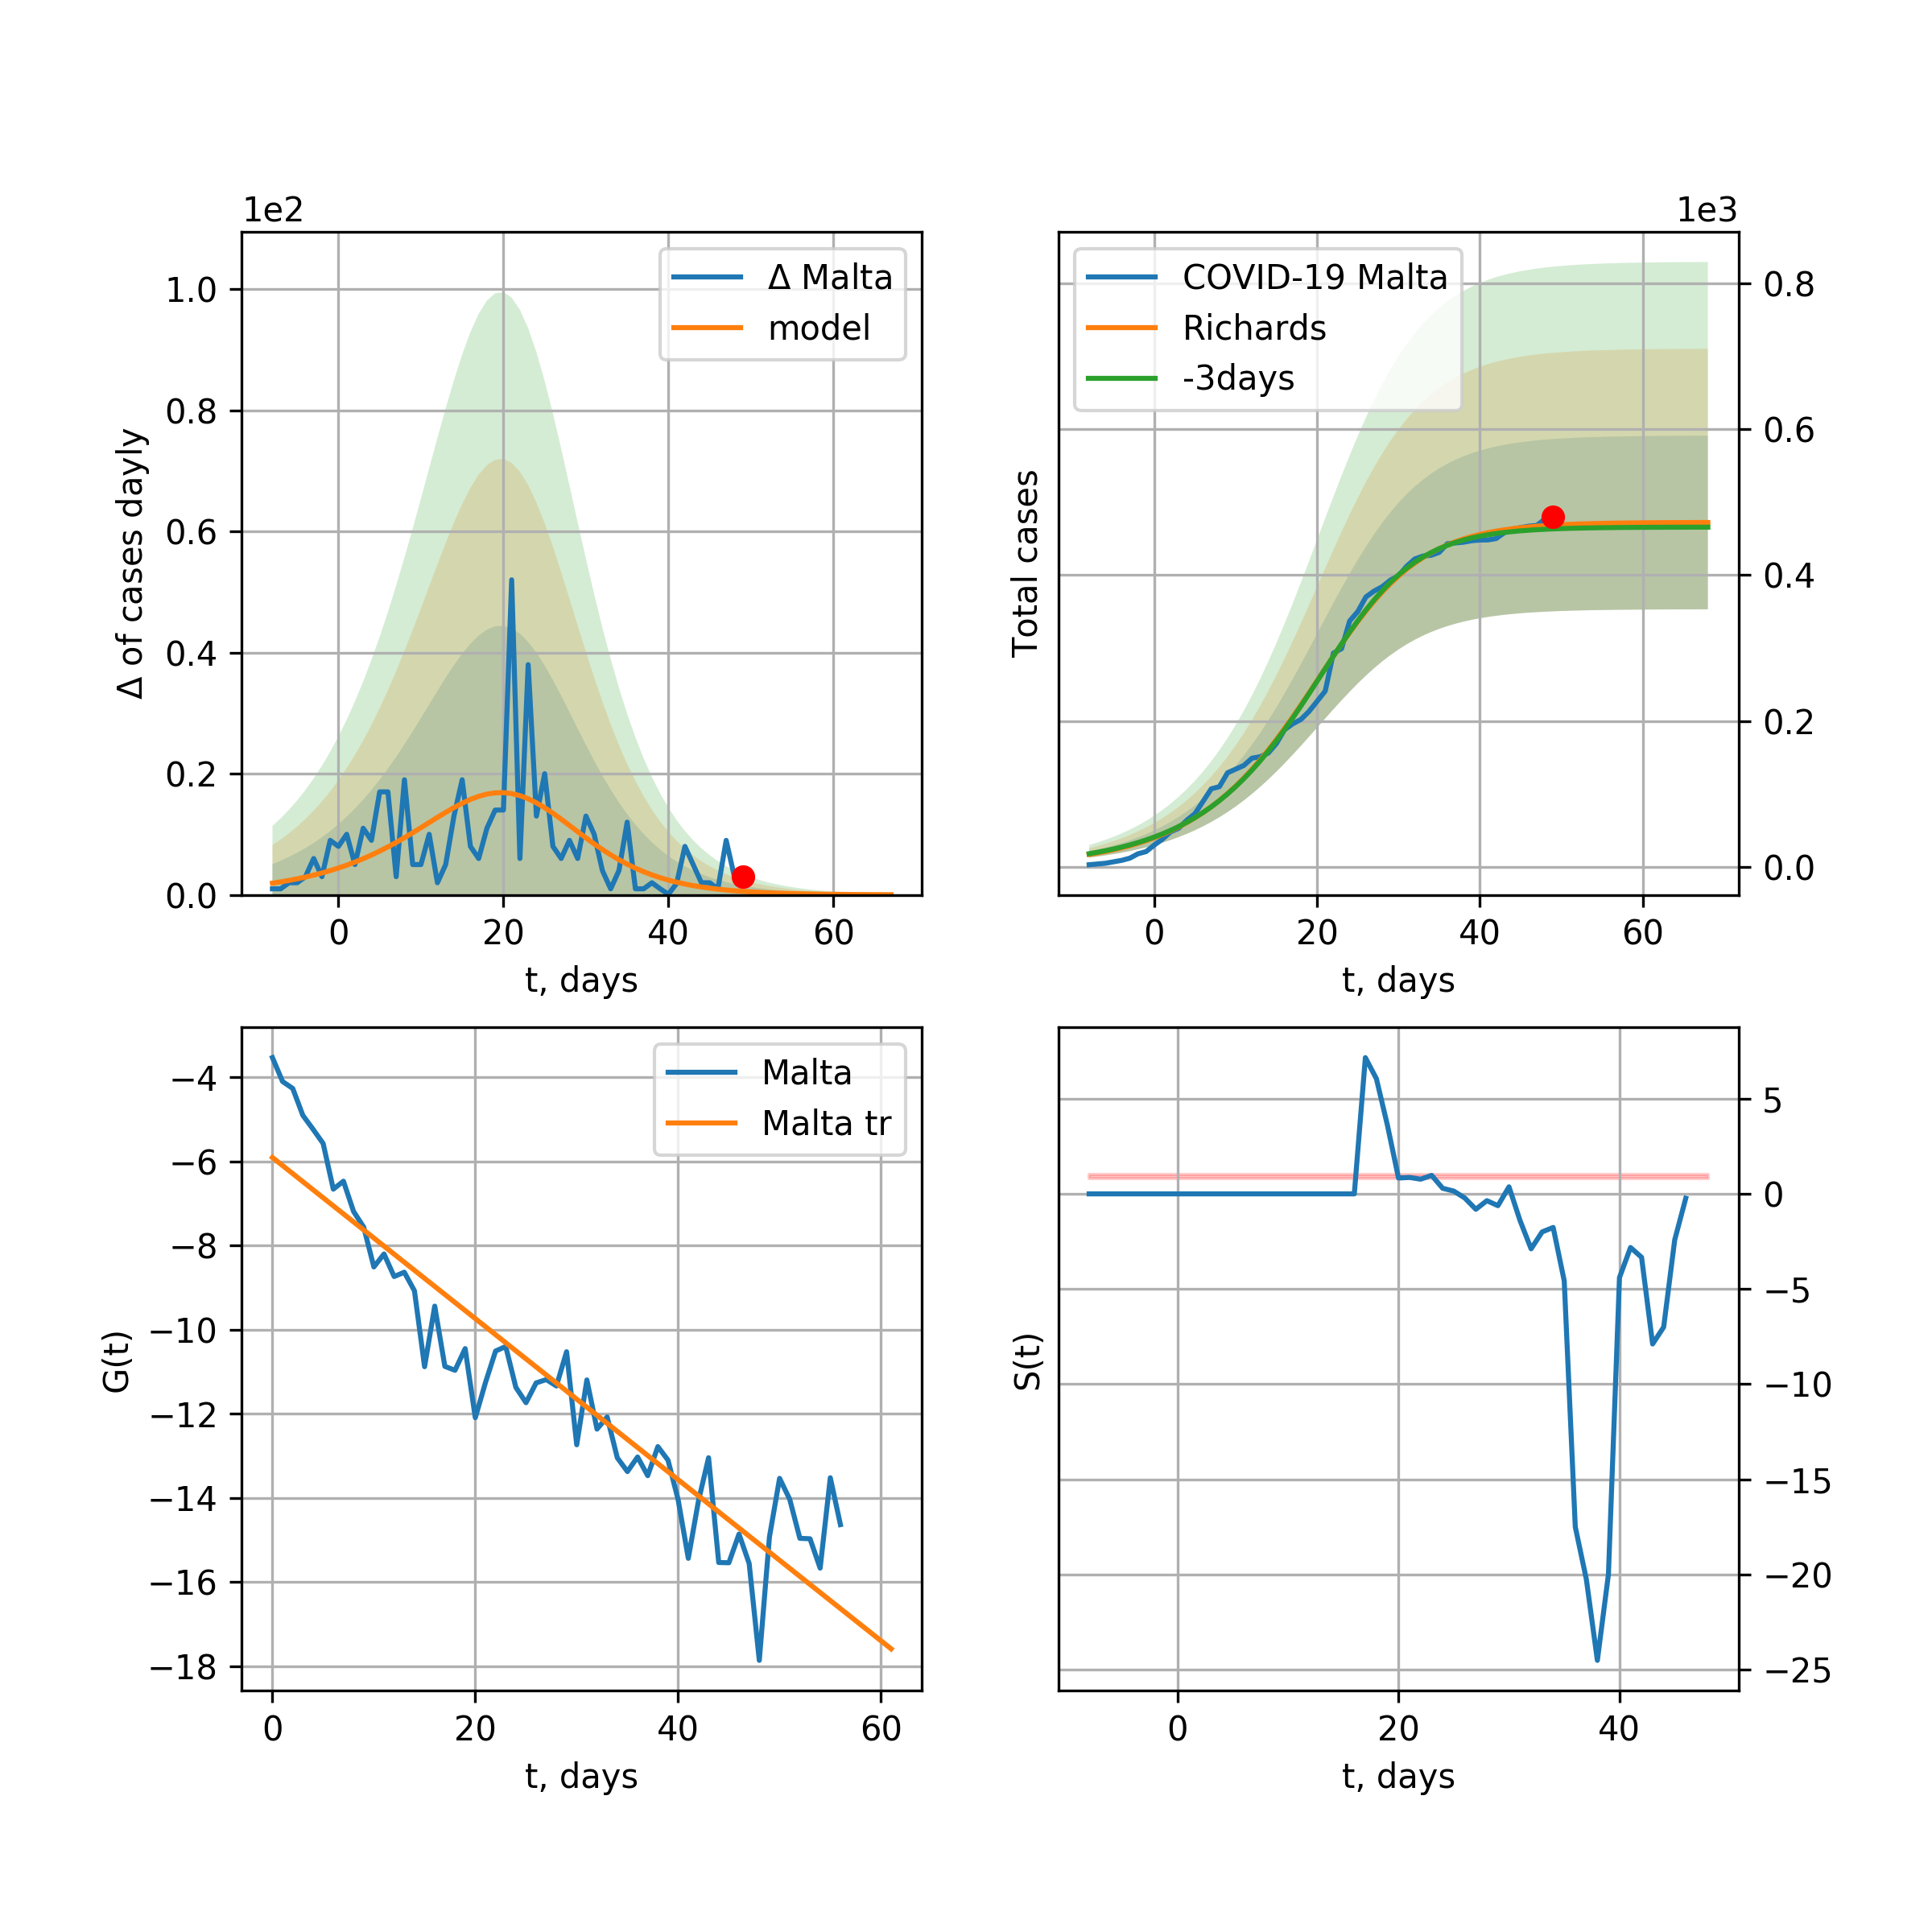 1e2
Δ of cases dayly
1.0
0.8
0.6
0.4
0.2
0.0
0 20 40 60
t, days
Δ Malta
model
1e3
Total cases
0.8
0.6
0.4
0.2
0.0
0 20 40 60
t, days
COVID-19 Malta
Richards
-3days
G(t)
−4
−6
−8
−10
−12
−14
−16
−18
0 20 40 60
t, days
Malta
Malta tr
S(t)
5
0
−5
−10
−15
−20
−25
0 20 40
t, days